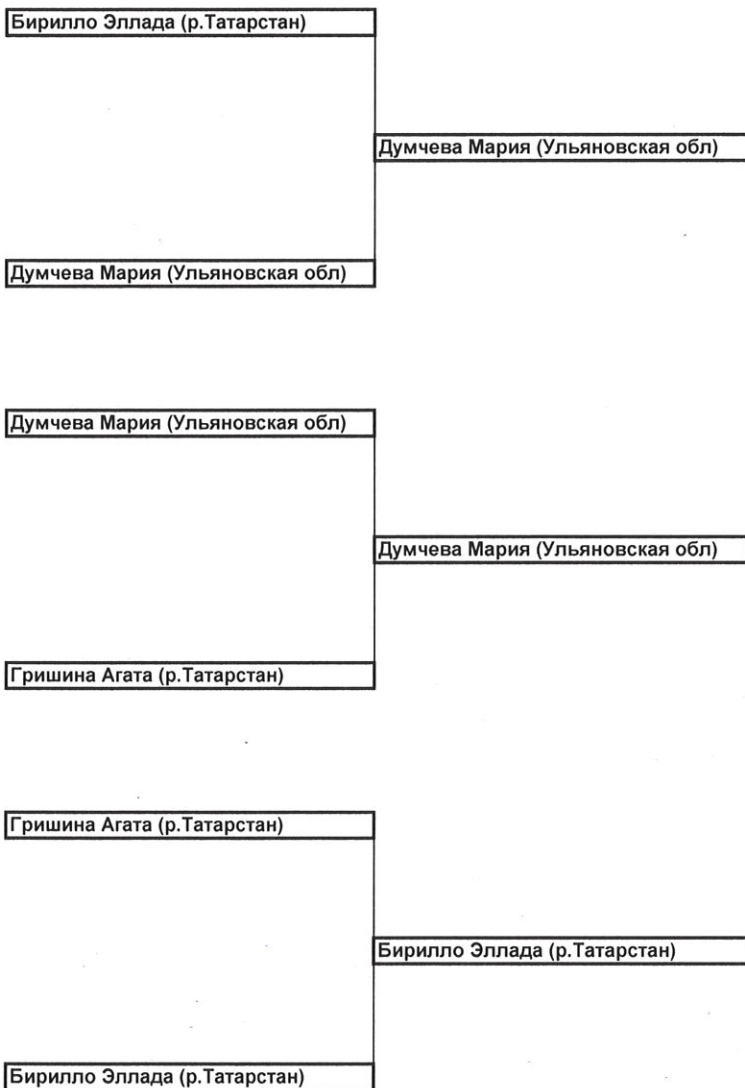 Бирилло Эллада (р.Татарстан)
Думчева Мария (Ульяновская обл)
Думчева Мария (Ульяновская обл)
Думчева Мария (Ульяновская обл)
Думчева Мария (Ульяновская обл)
Гришина Агата (р.Татарстан)
Гришина Агата (р.Татарстан)
Бирилло Эллада (р.Татарстан)
Бирилло Эллада (р.Татарстан)